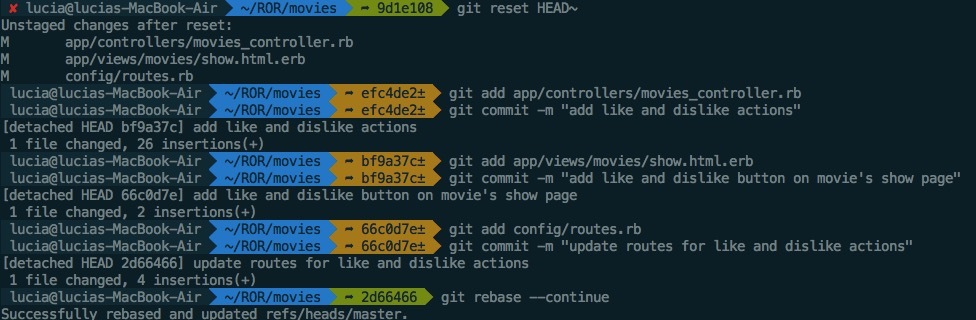 ✘ lucia@lucias-MacBook-Air ~/ROR/movies ➦ 9d1e108 git reset HEAD~
Unstaged changes after reset:
M app/controllers/movies_controller.rb
M app/views/movies/show.html.erb
M config/routes.rb
lucia@lucias-MacBook-Air ~/ROR/movies ➦ efc4de2± git add app/controllers/movies_controller.rb
lucia@lucias-MacBook-Air ~/ROR/movies ➦ efc4de2± git commit -m "add like and dislike actions"
[detached HEAD bf9a37c] add like and dislike actions
1 file changed, 26 insertions(+)
lucia@lucias-MacBook-Air ~/ROR/movies ➦ bf9a37c± git add app/views/movies/show.html.erb
lucia@lucias-MacBook-Air ~/ROR/movies ➦ bf9a37c± git commit -m "add like and dislike button on movie's show page"
[detached HEAD 66c0d7e] add like and dislike button on movie's show page
1 file changed, 2 insertions(+)
lucia@lucias-MacBook-Air ~/ROR/movies ➦ 66c0d7e± git add config/routes.rb
lucia@lucias-MacBook-Air ~/ROR/movies ➦ 66c0d7e± git commit -m "update routes for like and dislike actions"
[detached HEAD 2d66466] update routes for like and dislike actions
1 file changed, 4 insertions(+)
lucia@lucias-MacBook-Air ~/ROR/movies ➦ 2d66466 git rebase --continue
Successfully rebased and updated refs/heads/master.